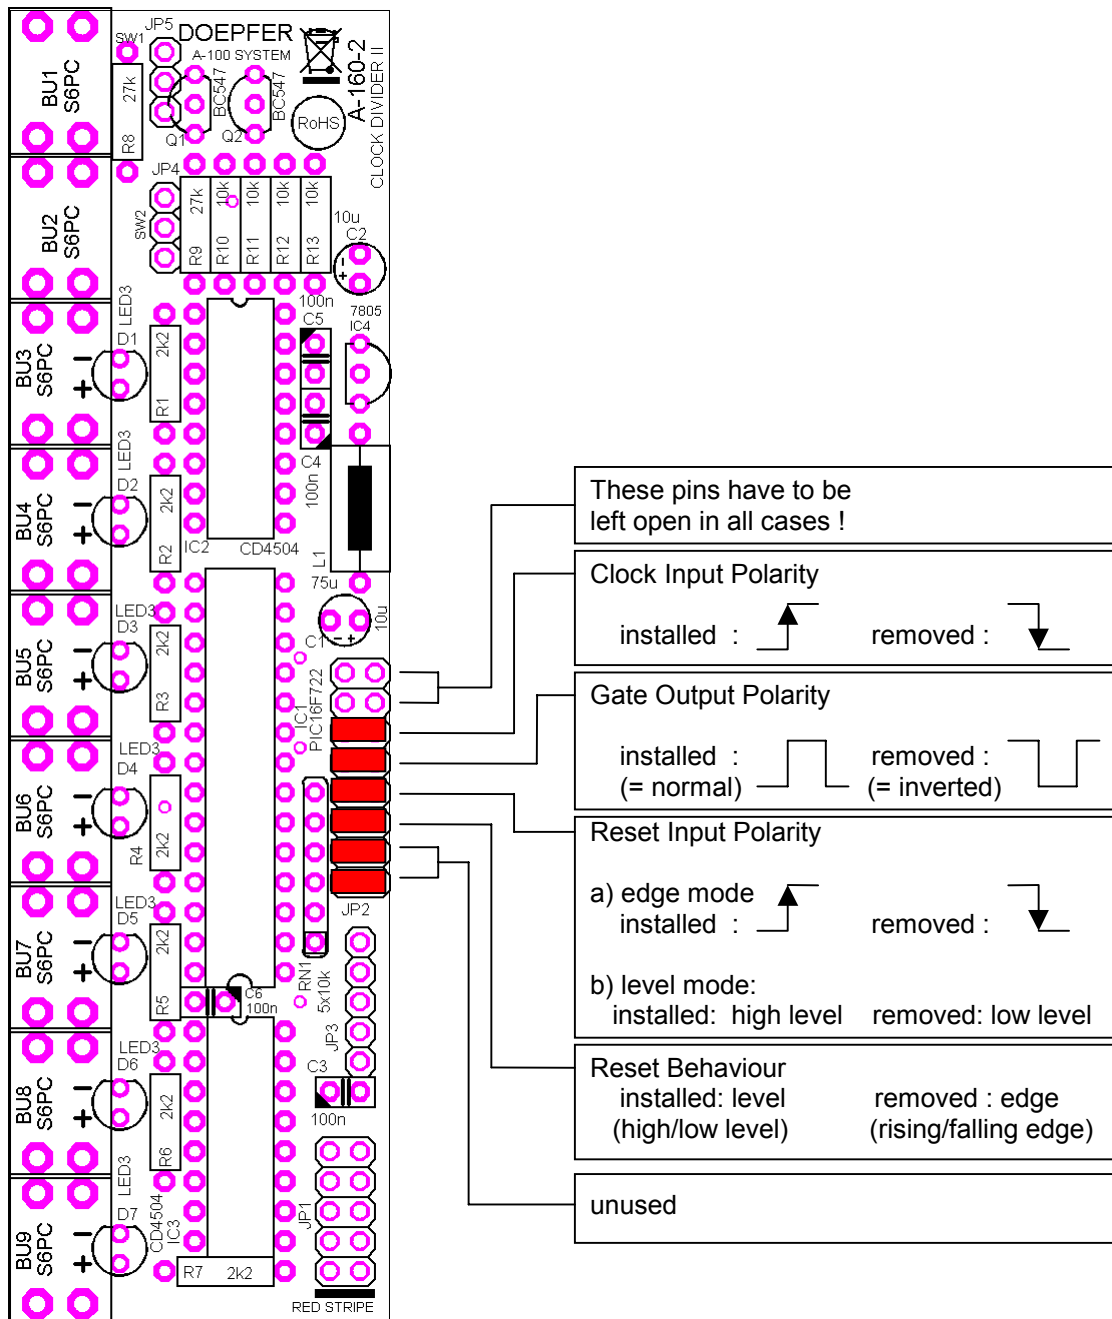 JP5
SW1
DOEPFER
A-100 SYSTEM
A-160-2
CLOCK DIVIDER II
RoHS
BU1
S6PC
27k
R8
BC547
Q1
BC547
Q2
JP4
SW2
BU2
S6PC
27k
R9
10k
R10
10k
R11
10k
R12
10k
R13
10u
C2
+ -
100n
C5
7805
IC4
LED3
D1
BU3
S6PC
-
+
2k2
R1
C4
100n
LED3
D2
BU4
S6PC
-
+
2k2
R2
IC2
CD4504
L1
75u
10u
C1
- +
LED3
D3
BU5
S6PC
-
+
2k2
R3
IC1
PIC16F722
LED3
D4
BU6
S6PC
-
+
2k2
R4
JP2
LED3
D5
BU7
S6PC
-
+
2k2
R5
C6
100n
RN1
5x10k
JP3
C3
100n
LED3
D6
BU8
S6PC
-
+
2k2
R6
LED3
D7
BU9
S6PC
-
+
CD4504
IC3
R7 2k2
JP1
RED STRIPE
These pins have to be
left open in all cases !
Clock Input Polarity
installed : removed :
Gate Output Polarity
installed : removed :
(= normal) (= inverted)
Reset Input Polarity
a) edge mode
installed : removed :
b) level mode:
installed: high level removed: low level
Reset Behaviour
installed: level removed : edge
(high/low level) (rising/falling edge)
unused